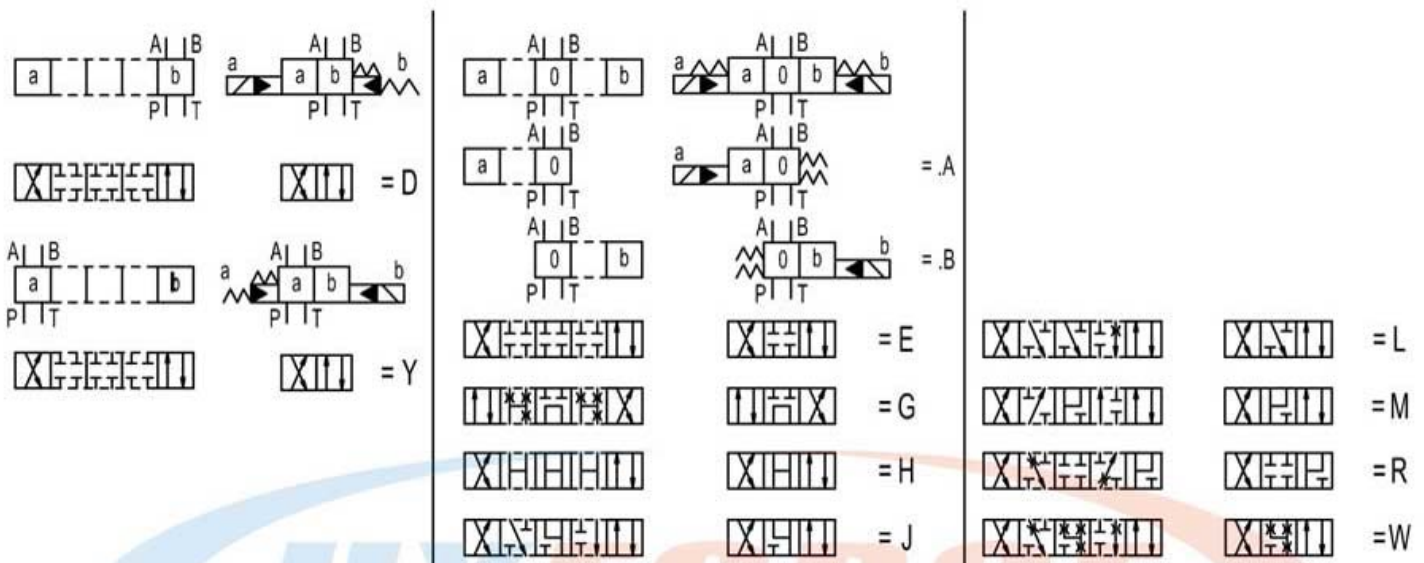 A B
a b
P T
A B
a a b b
P T
= D
A B
a b
P T
A B
a a b b
P T
= Y
A B
a 0 b
P T
A B
a a 0 b b
P T
A B
a 0
P T
A B
a a 0
P T
= .A
A B
0 b
P T
A B
0 b b
P T
= .B
= E
= G
= H
= J
= L
= M
= R
= W